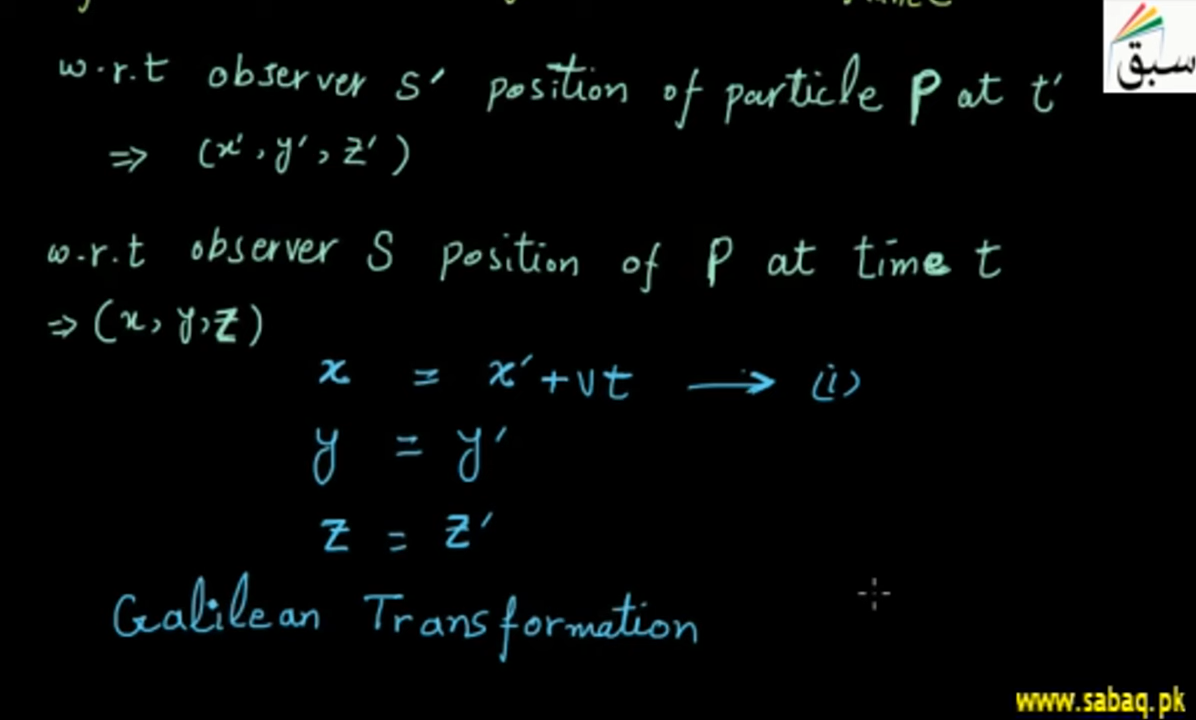 سبق
w.r.t observer S' position of particle P at t'
⇒ (x', y', z')
w.r.t observer S position of P at time t
⇒ (x, y, z)
x = x' + vt ⟶ (i)
y = y'
z = z'
Galilean Transformation
www.sabaq.pk